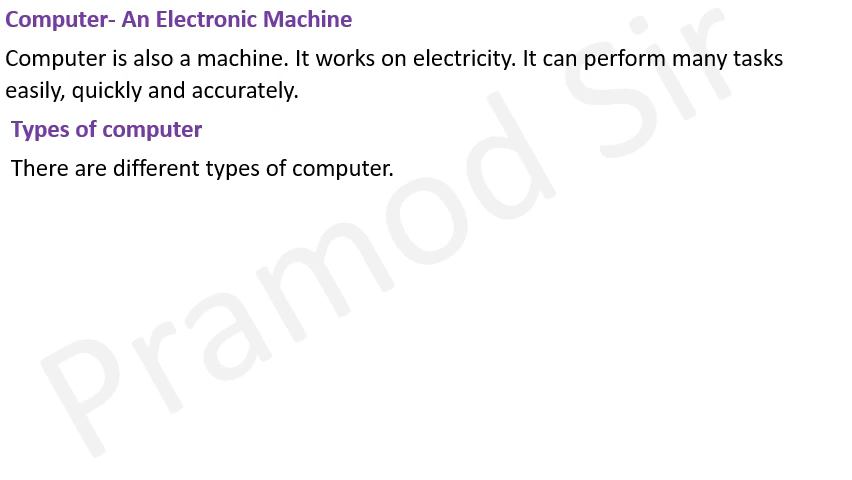 Computer- An Electronic Machine
Computer is also a machine. It works on electricity. It can perform many tasks
easily, quickly and accurately.
Types of computer
There are different types of computer.
Pramod Sir